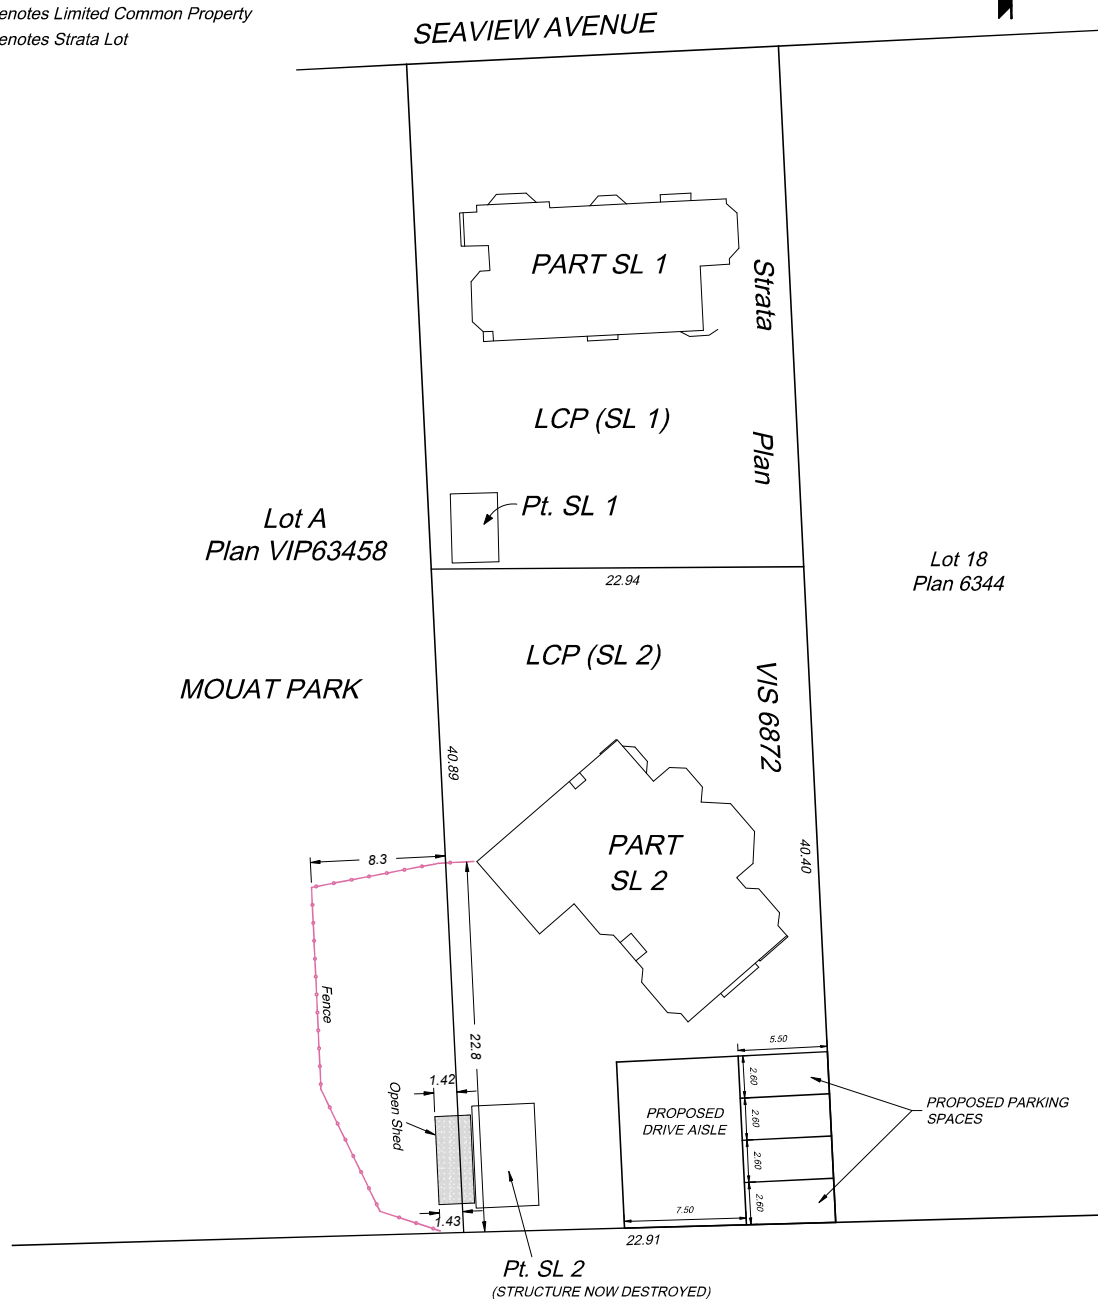 enotes Limited Common Property
enotes Strata Lot
SEAVIEW AVENUE
PART SL 1
Strata
LCP (SL 1)
Plan
Pt. SL 1
Lot A
Plan VIP63458
Lot 18
Plan 6344
22.94
LCP (SL 2)
MOUAT PARK
VIS 6872
40.89
PART
SL 2
40.40
8.3
Fence
22.8
5.50
1.42
Open Shed
2.60
2.60
2.60
2.60
PROPOSED
DRIVE AISLE
PROPOSED PARKING
SPACES
7.50
1.43
22.91
Pt. SL 2
(STRUCTURE NOW DESTROYED)